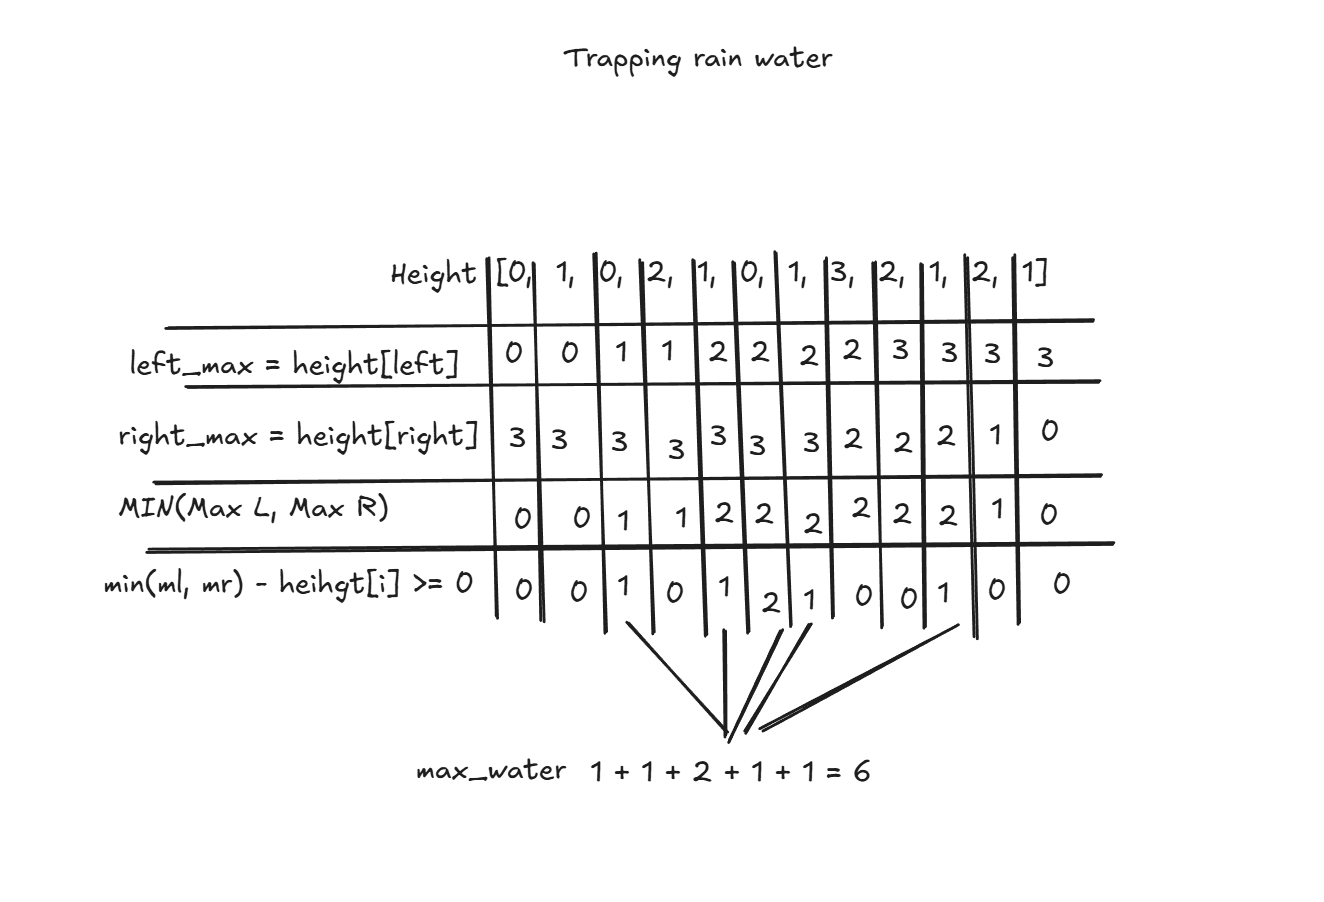 Trapping rain water
Height [0, 1, 0, 2, 1, 0, 1, 3, 2, 1, 2, 1]
left_max = height[left] 0 0 1 1 2 2 2 2 3 3 3 3
right_max = height[right] 3 3 3 3 3 3 3 2 2 2 1 0
MIN(Max L, Max R) 0 0 1 1 2 2 2 2 2 2 1 0
min(ml, mr) - heihgt[i] >= 0 0 0 1 0 1 2 1 0 0 1 0 0
max_water 1 + 1 + 2 + 1 + 1 = 6